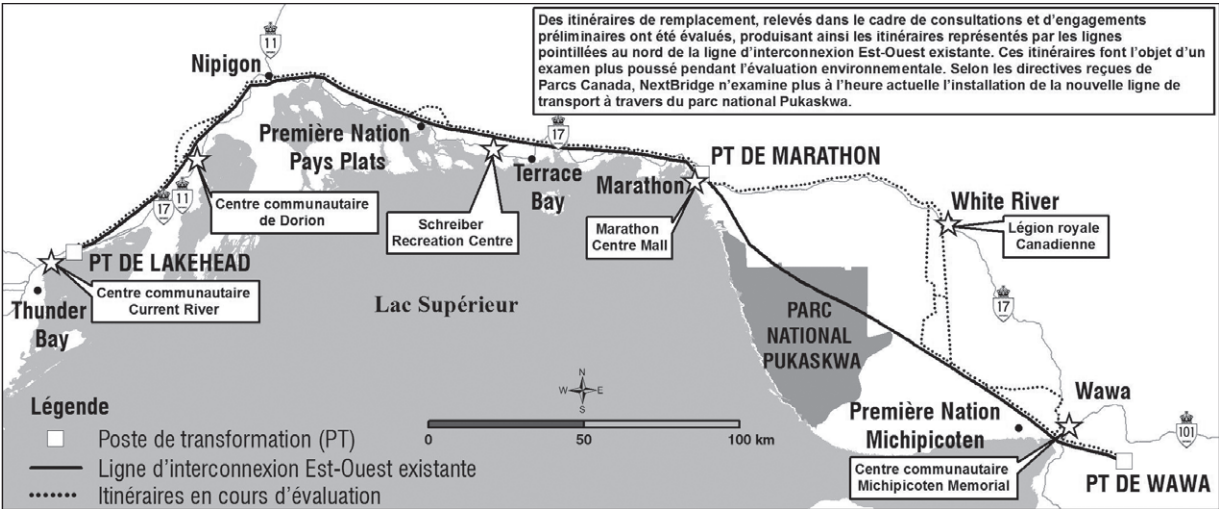 Des itinéraires de remplacement, relevés dans le cadre de consultations et d'engagements
préliminaires ont été évalués, produisant ainsi les itinéraires représentés par les lignes
pointillées au nord de la ligne d'interconnexion Est-Ouest existante. Ces itinéraires font l'objet d'un
examen plus poussé pendant l'évaluation environnementale. Selon les directives reçues de
Parcs Canada, NextBridge n'examine plus à l'heure actuelle l'installation de la nouvelle ligne de
transport à travers du parc national Pukaskwa.
11
Nipigon
Première Nation
Pays Plats
17
Terrace
Bay
PT DE MARATHON
Marathon
White River
Centre communautaire
de Dorion
Schreiber
Recreation Centre
Marathon
Centre Mall
Légion royale
Canadienne
17
11
PT DE LAKEHEAD
Centre communautaire
Current River
Thunder
Bay
Lac Supérieur
PARC
NATIONAL
PUKASKWA
17
N
W
E
S
0
50
100 km
Wawa
Première Nation
Michipicoten
101
Centre communautaire
Michipicoten Memorial
PT DE WAWA
Légende
Poste de transformation (PT)
Ligne d'interconnexion Est-Ouest existante
Itinéraires en cours d'évaluation